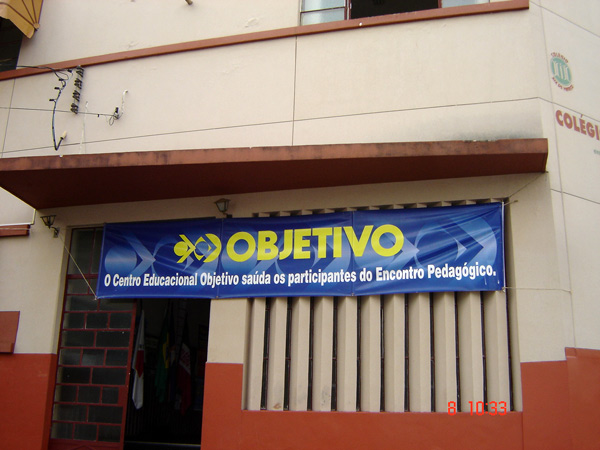 COLÉGI
OBJETIVO
O Centro Educacional Objetivo saúda os participantes do Encontro Pedagógico.
8 10:33